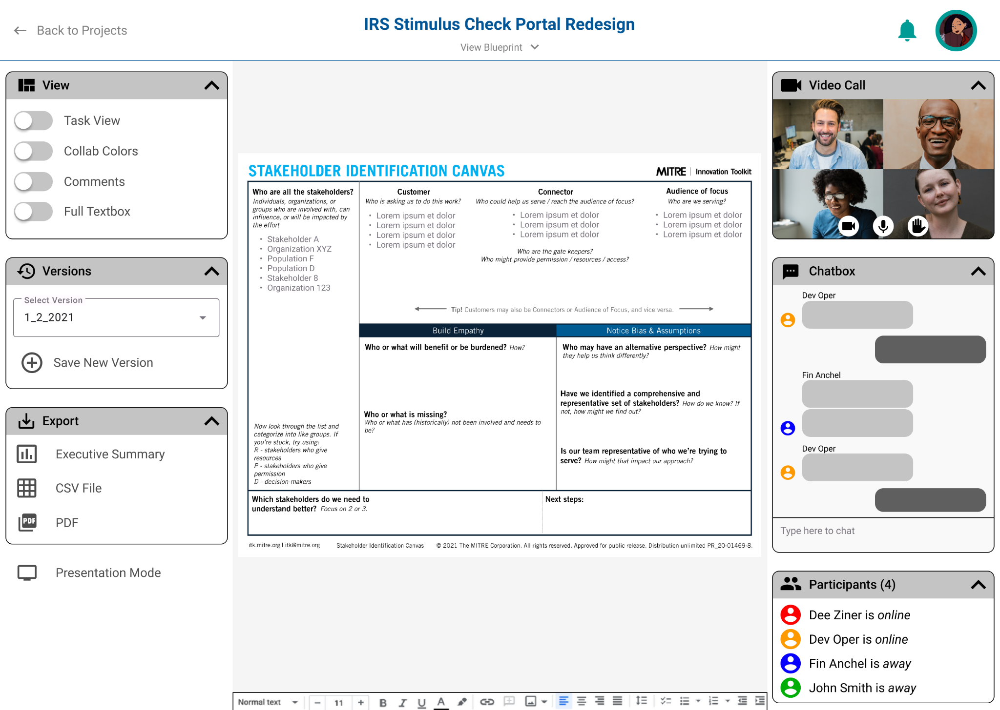 Back to Projects
IRS Stimulus Check Portal Redesign
View Blueprint
View
Task View
Collab Colors
Comments
Full Textbox
Versions
Select Version
1_2_2021
Save New Version
Export
Executive Summary
CSV File
PDF
PDF
Presentation Mode
STAKEHOLDER IDENTIFICATION CANVAS
MITRE | Innovation Toolkit
Who are all the stakeholders?
Individuals, organizations, or
groups who are involved with, can
influence, or will be impacted by
the effort
• Stakeholder A
• Organization XYZ
• Population F
• Population D
• Stakeholder 8
• Organization 123
Now look through the list and
categorize into like groups. If
you're stuck, try using:
R - stakeholders who give
resources
P - stakeholders who give
permission
D - decision-makers
Customer
Who is asking us to do this work?
• Lorem ipsum et dolor
• Lorem ipsum et dolor
• Lorem ipsum et dolor
• Lorem ipsum et dolor
Connector
Who could help us serve / reach the audience of focus?
• Lorem ipsum et dolor
• Lorem ipsum et dolor
• Lorem ipsum et dolor
Who are the gate keepers?
Who might provide permission / resources / access?
Audience of focus
Who are we serving?
• Lorem ipsum et dolor
• Lorem ipsum et dolor
• Lorem ipsum et dolor
Tip! Customers may also be Connectors or Audience of Focus, and vice versa.
Build Empathy
Who or what will benefit or be burdened? How?
Who or what is missing?
Who or what has (historically) not been involved and needs to
be?
Notice Bias & Assumptions
Who may have an alternative perspective? How might
they help us think differently?
Have we identified a comprehensive and
representative set of stakeholders? How do we know? If
not, how might we find out?
Is our team representative of who we're trying to
serve? How might that impact our approach?
Which stakeholders do we need to
understand better? Focus on 2 or 3.
Next steps:
itk.mitre.org | itk@mitre.org
Stakeholder Identification Canvas
© 2021 The MITRE Corporation. All rights reserved. Approved for public release. Distribution unlimited PR_20-01469-8.
Normal text
11
B I U A
Video Call
Chatbox
Dev Oper
Fin Anchel
Dev Oper
Type here to chat
Participants (4)
Dee Ziner is online
Dev Oper is online
Fin Anchel is away
John Smith is away